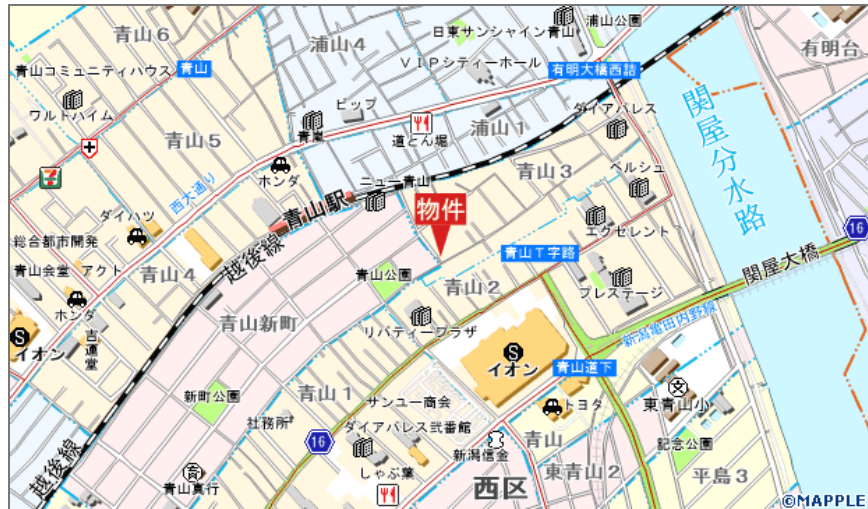 青山6
浦山4
日東サンシャイン青山
浦山公園
有明台
青山コミュニティハウス
青山
VIPシティーホール
有明大橋西詰
ワルトハイム
ピップ
ダイアパレス
関屋分水路
青嵐
道とん堀
浦山1
青山5
ホンダ
ニュー青山
青山3
ベルシュ
西大通り
青山駅
物件
ダイハツ
エクセレント
16
総合都市開発
越後線
青山T字路
関屋大橋
青山会堂
アクト
青山4
青山公園
青山2
プレステージ
ホンダ
青山新町
リバティープラザ
新潟亀田内野線
イオン
吉運堂
イオン
青山道下
新町公園
青山1
サンユー商会
トヨタ
東青山小
社務所
ダイアパレス弐番館
16
新潟信金
青山
記念公園
越後線
しゃぶ葉
東青山2
平島3
青山真行
西区
©MAPPLE